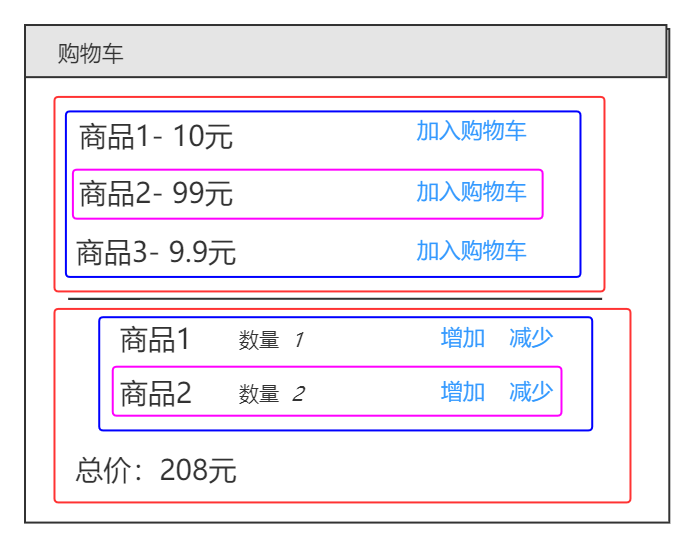 购物车
商品1- 10元 加入购物车
商品2- 99元 加入购物车
商品3- 9.9元 加入购物车
商品1 数量 1 增加 减少
商品2 数量 2 增加 减少
总价：208元